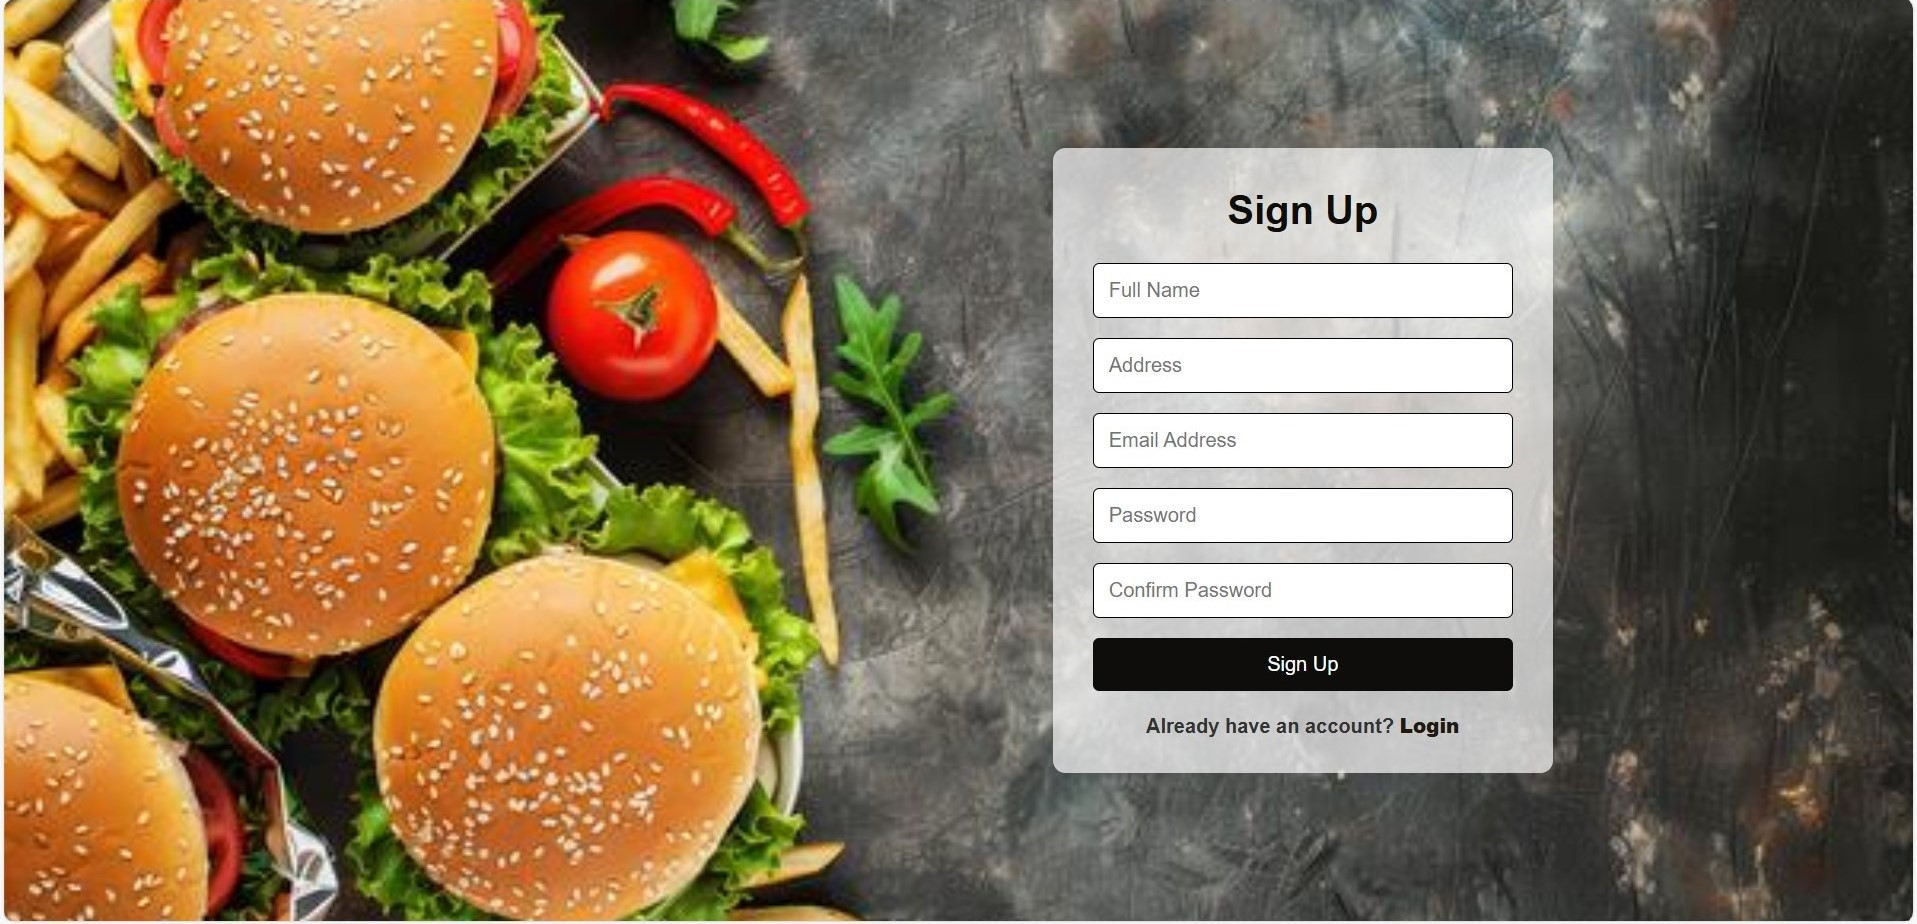 Sign Up
Full Name
Address
Email Address
Password
Confirm Password
Sign Up
Already have an account? Login